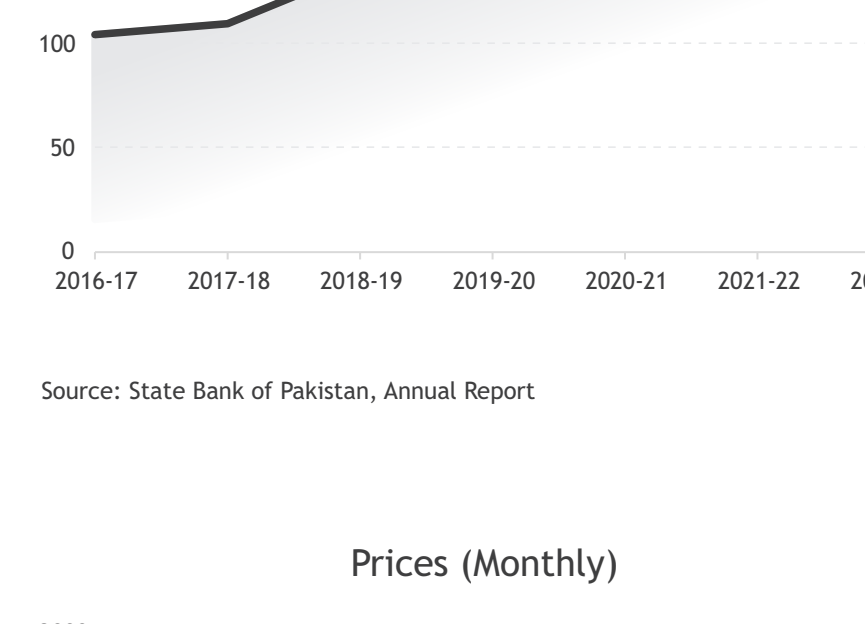 100
50
0
2016-17 2017-18 2018-19 2019-20 2020-21 2021-22
Source: State Bank of Pakistan, Annual Report
Prices (Monthly)